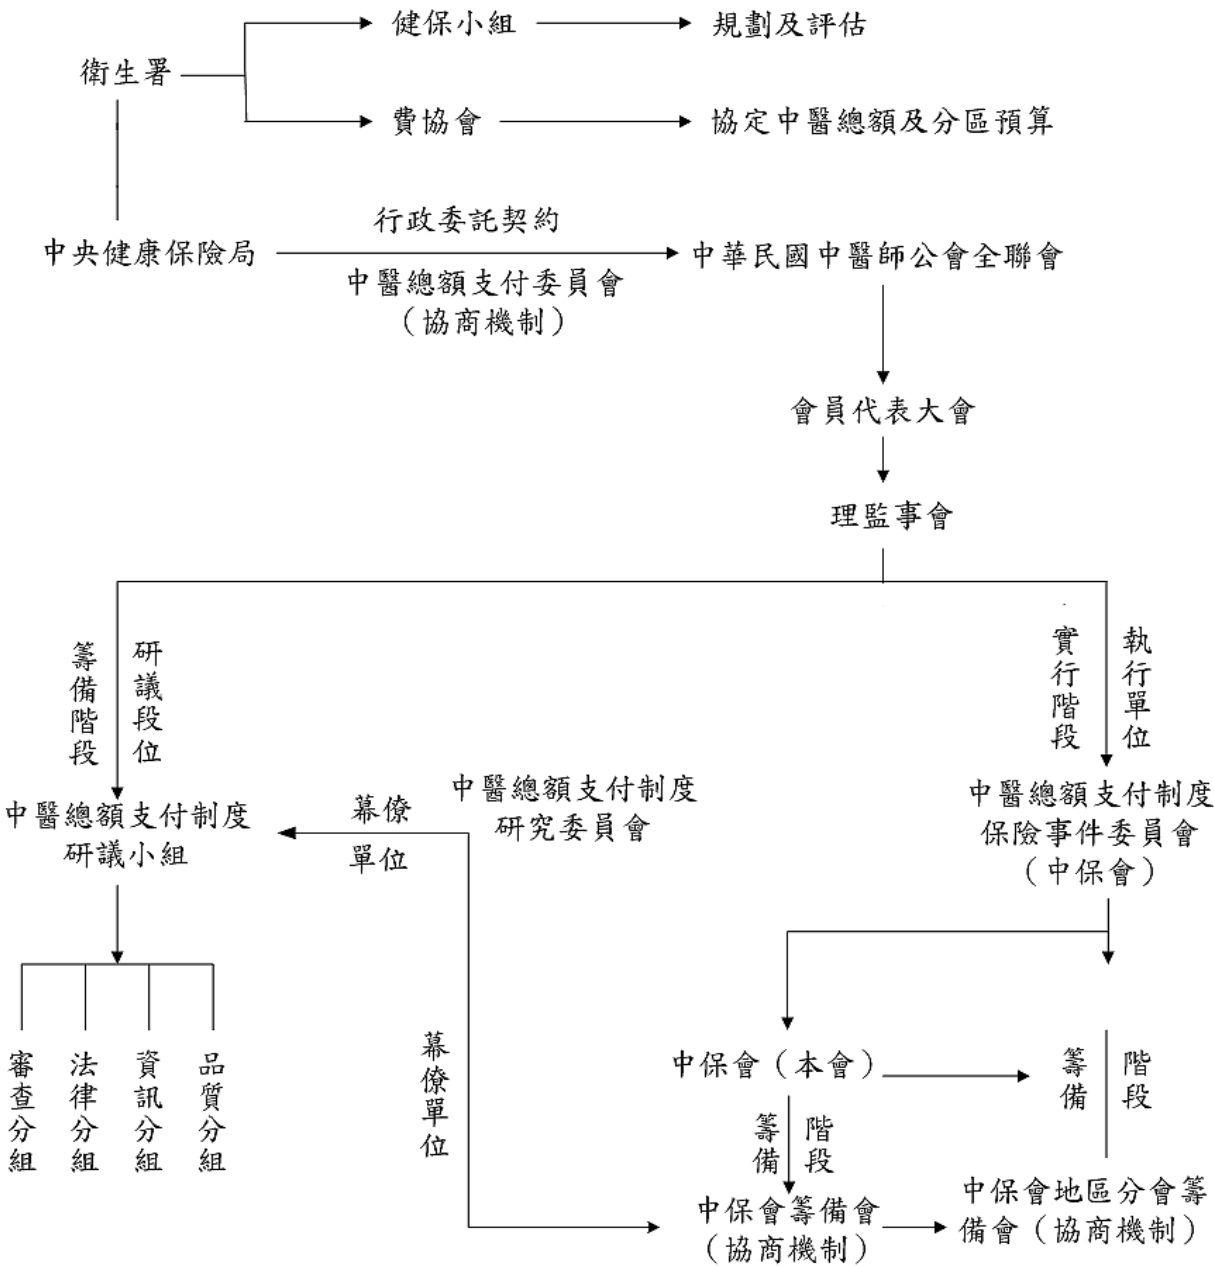 健保小組
規劃及評估
衛生署
費協會
協定中醫總額及分區預算
行政委託契約
中央健康保險局
中華民國中醫師公會全聯會
中醫總額支付委員會
（協商機制）
會員代表大會
理監事會
籌備階段
研議段位
實行階段
執行單位
中醫總額支付制度
研議小組
幕僚
單位
中醫總額支付制度
研究委員會
中醫總額支付制度
保險事件委員會
（中保會）
審查分組
法律分組
資訊分組
品質分組
幕僚單位
中保會（本會）
籌備
階段
籌備
階段
中保會籌備會
（協商機制）
中保會地區分會籌
備會（協商機制）